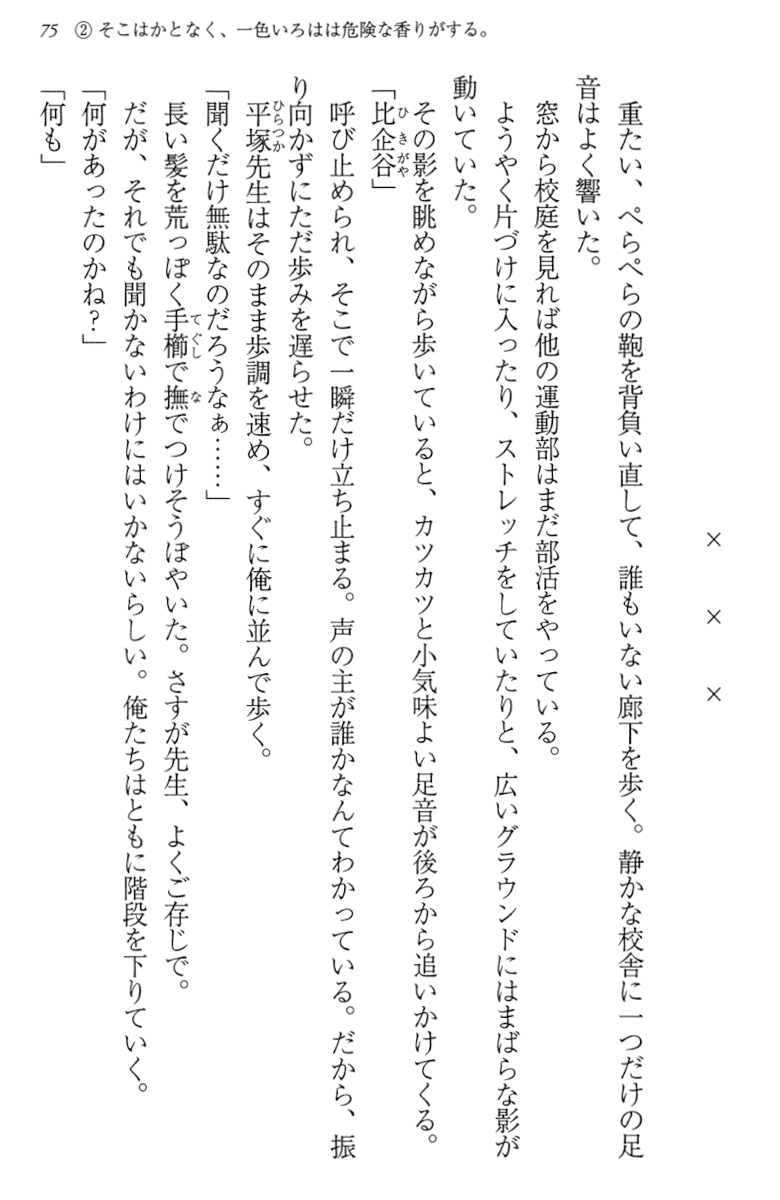 75 ② そこはかとなく、一色いろはは危険な香りがする。
× × ×
重たい、ぺらぺらの鞄を背負い直して、誰もいない廊下を歩く。静かな校舎に一つだけの足
音はよく響いた。
窓から校庭を見れば他の運動部はまだ部活をやっている。
ようやく片づけに入ったり、ストレッチをしていたりと、広いグラウンドにはまばらな影が
動いていた。
その影を眺めながら歩いていると、カツカツと小気味よい足音が後ろから追いかけてくる。
「比企谷」
ひきがや
呼び止められ、そこで一瞬だけ立ち止まる。声の主が誰かなんてわかっている。だから、振
り向かずにただ歩みを遅らせた。
平塚先生はそのまま歩調を速め、すぐに俺に並んで歩く。
ひらつか
「聞くだけ無駄なのだろうなぁ……」
長い髪を荒っぽく手櫛で撫でつけそうぼやいた。さすが先生、よくご存じで。
てぐし な
だが、それでも聞かないわけにはいかないらしい。俺たちはともに階段を下りていく。
「何があったのかね？」
「何も」